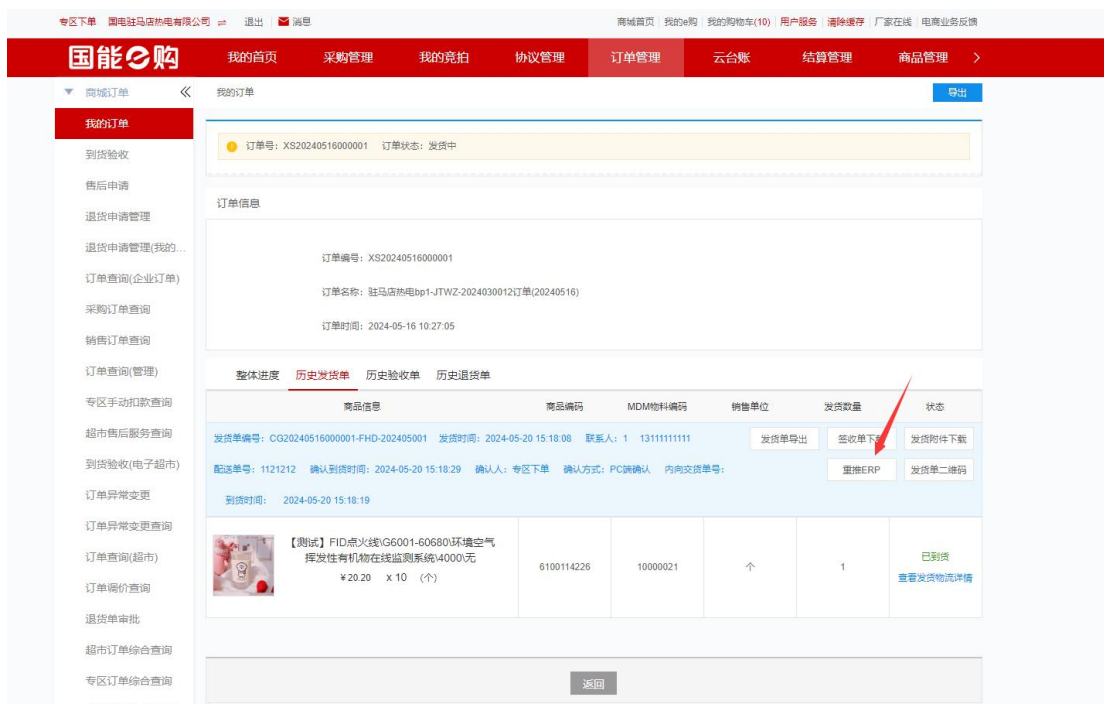 专区下单 国电驻马店热电有限公司 退出 消息 商城首页 我的e购 我的购物车(10) 用户服务 清除缓存 厂家在线 电商业务反馈
国能e购 我的首页 采购管理 我的竞拍 协议管理 订单管理 云台账 结算管理 商品管理 >
商城订单 我的订单 导出
我的订单
到货验收
售后申请
退货申请管理
退货申请管理(我的...
订单查询(企业订单)
采购订单查询
销售订单查询
订单查询(管理)
专区手动扣款查询
超市售后服务查询
到货验收(电子超市)
订单异常变更
订单异常变更查询
订单查询(超市)
订单调价查询
退货单审批
超市订单综合查询
专区订单综合查询
订单号：XS20240516000001 订单状态：发货中
订单信息
订单编号：XS20240516000001
订单名称：驻马店热电bp1-JTWZ-2024030012订单(20240516)
订单时间：2024-05-16 10:27:05
整体进度 历史发货单 历史验收单 历史退货单
商品信息 商品编码 MDM物料编码 销售单位 发货数量 状态
发货单编号：CG20240516000001-FHD-202405001 发货时间：2024-05-20 15:18:08 联系人：1 13111111111 发货单导出 签收单下载 发货附件下载
配送单号：1121212 确认到货时间：2024-05-20 15:18:29 确认人：专区下单 确认方式：PC端确认 内向交货单号： 重推ERP 发货单二维码
到货时间： 2024-05-20 15:18:19
【测试】FID点火线\G6001-60680\环境空气
挥发性有机物在线监测系统\4000\无
￥20.20 x 10 (个)
6100114226 10000021 个 1 已到货
查看发货物流详情
返回